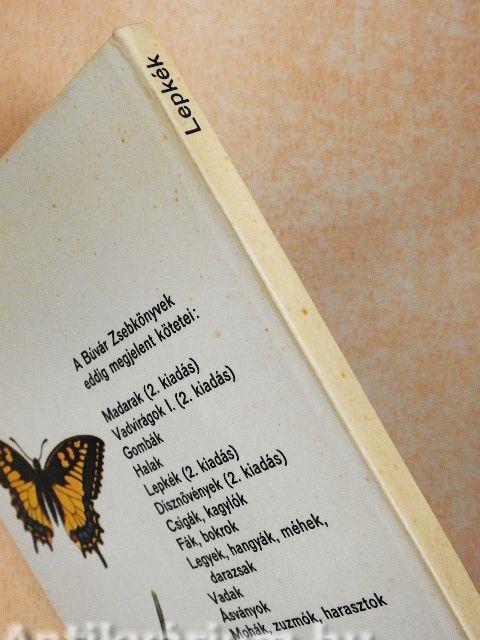 Lepkék
A Búvár Zsebkönyvek
eddig megjelent kötetei:
Madarak (2. kiadás)
Vadvirágok I. (2. kiadás)
Gombák
Halak
Lepkék (2. kiadás)
Dísznövények (2. kiadás)
Csigák, kagylók
Fák, bokrok
Legyek, hangyák, méhek,
darazsak
Vadak
Ásványok
Mohák, zuzmók, harasztok